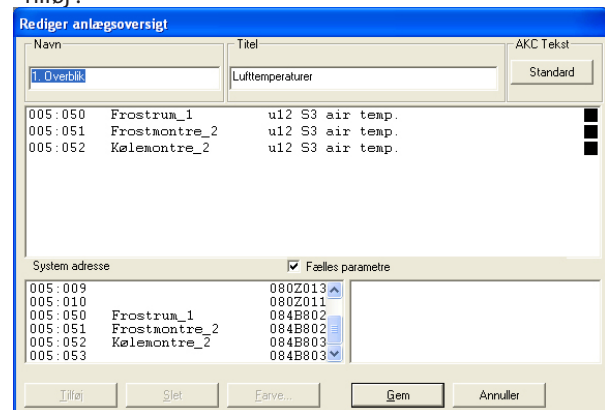 Tilføj?
Rediger anlægsoversigt
Navn Titel AKC Tekst
1. Overblik Lufttemperaturer Standard
005:050 Frostrum_1 u12 S3 air temp.
005:051 Frostmontre_2 u12 S3 air temp.
005:052 Kølemontre_2 u12 S3 air temp.
System adresse Fælles parametre
005:009 080Z013
005:010 080Z011
005:050 Frostrum_1 084B802
005:051 Frostmontre_2 084B802
005:052 Kølemontre_2 084B803
005:053 084B803
Tilføj Slet Farve... Gem Annuller